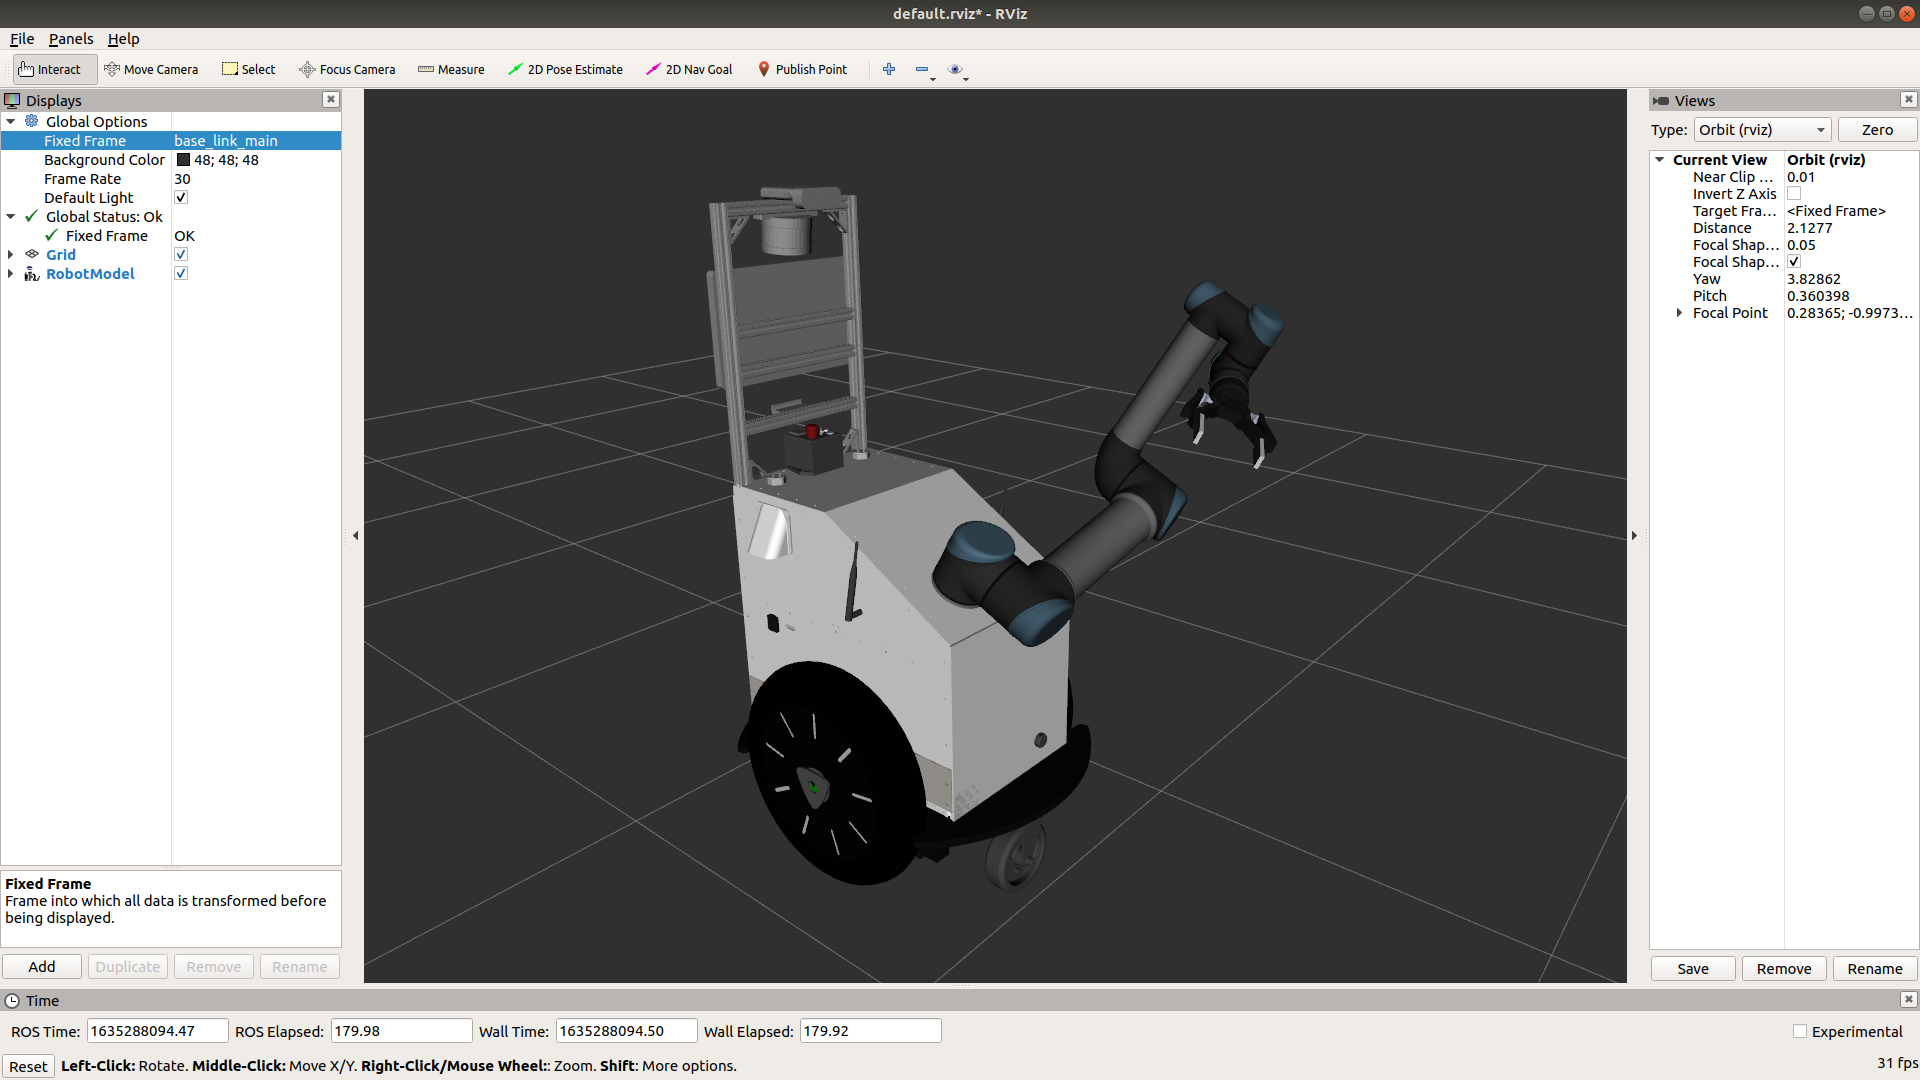 default.rviz* - RViz
File Panels Help
Interact Move Camera Select Focus Camera Measure 2D Pose Estimate 2D Nav Goal Publish Point
Displays
Global Options
Fixed Frame base_link_main
Background Color 48; 48; 48
Frame Rate 30
Default Light
Global Status: Ok
Fixed Frame OK
Grid
RobotModel
Fixed Frame
Frame into which all data is transformed before
being displayed.
Add Duplicate Remove Rename
Views
Type: Orbit (rviz) Zero
Current View Orbit (rviz)
Near Clip ... 0.01
Invert Z Axis
Target Fra... <Fixed Frame>
Distance 2.1277
Focal Shap... 0.05
Focal Shap...
Yaw 3.82862
Pitch 0.360398
Focal Point 0.28365; -0.9973...
Save Remove Rename
Time
ROS Time: 1635288094.47 ROS Elapsed: 179.98 Wall Time: 1635288094.50 Wall Elapsed: 179.92 Experimental
Reset Left-Click: Rotate. Middle-Click: Move X/Y. Right-Click/Mouse Wheel:: Zoom. Shift: More options. 31 fps